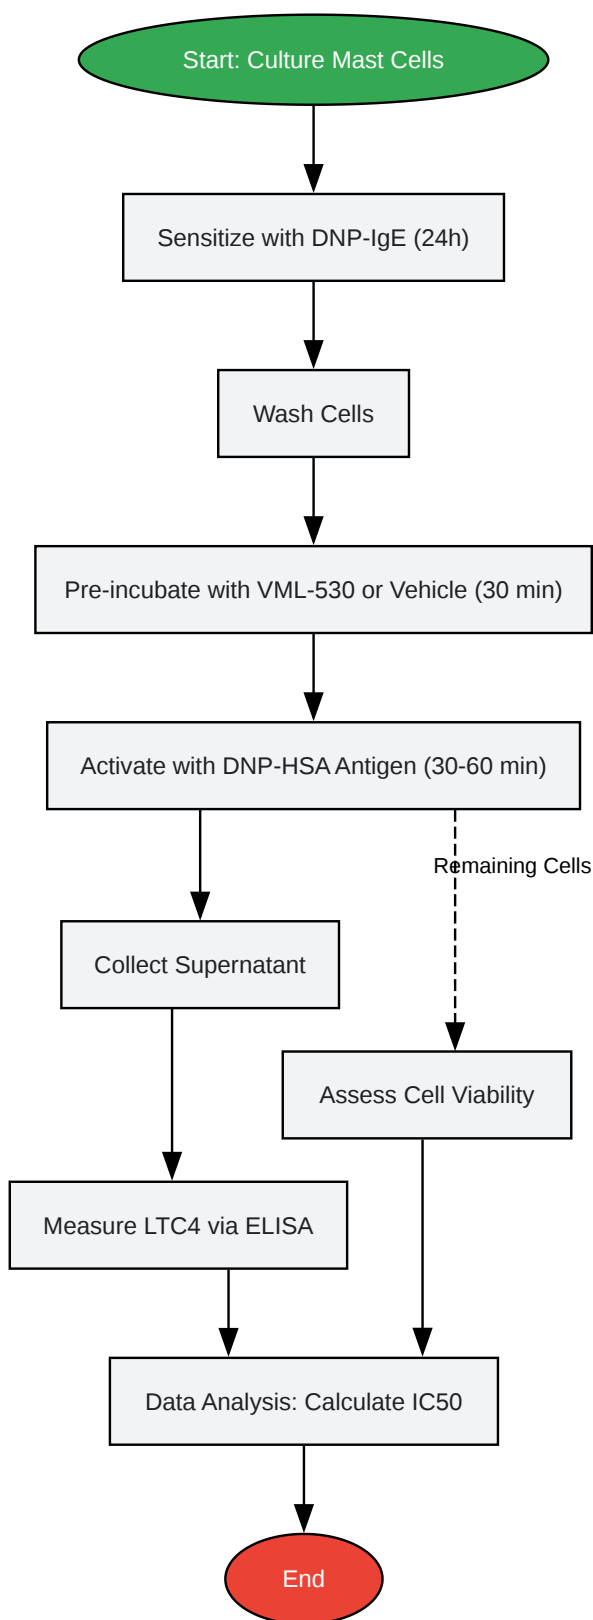 Start: Culture Mast Cells
Sensitize with DNP-IgE (24h)
Wash Cells
Pre-incubate with VML-530 or Vehicle (30 min)
Activate with DNP-HSA Antigen (30-60 min)
Remaining Cells
Collect Supernatant
Assess Cell Viability
Measure LTC4 via ELISA
Data Analysis: Calculate IC50
End